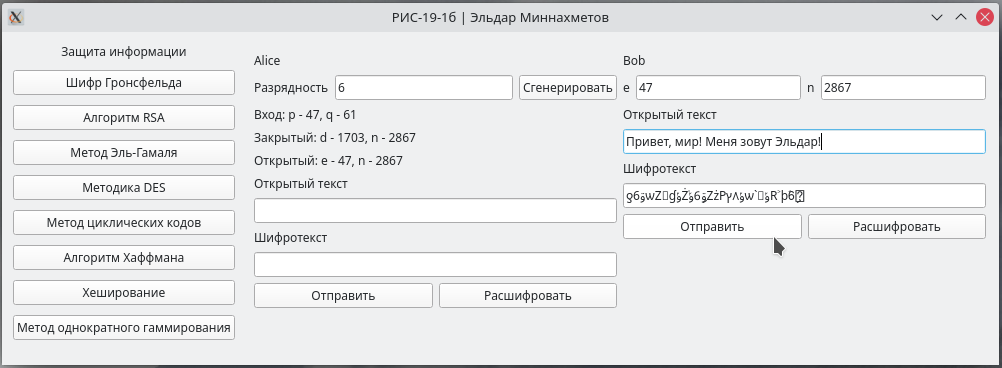 РИС-19-1б | Эльдар Миннахметов
Защита информации
Шифр Гронсфельда
Алгоритм RSA
Метод Эль-Гамаля
Методика DES
Метод циклических кодов
Алгоритм Хаффмана
Хеширование
Метод однократного гаммирования
Alice
Разрядность 6 Сгенерировать
Вход: p - 47, q - 61
Закрытый: d - 1703, n - 2867
Открытый: e - 47, n - 2867
Открытый текст
Шифротекст
Отправить Расшифровать
Bob
e 47 n 2867
Открытый текст
Привет, мир! Меня зовут Эльдар!
Шифротекст
Отправить Расшифровать